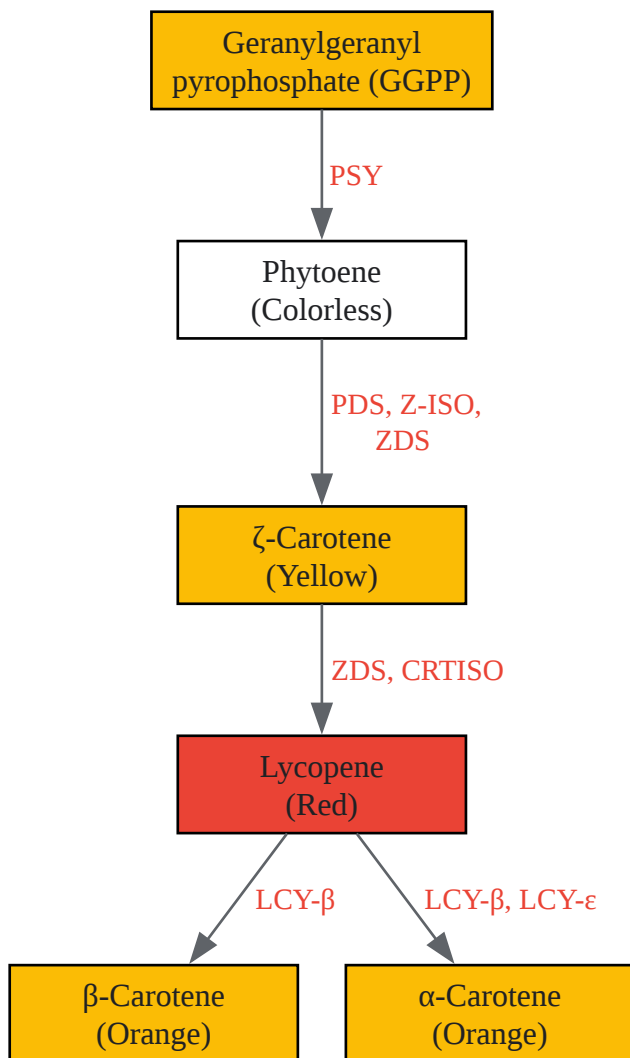 Geranylgeranyl
pyrophosphate (GGPP)
PSY
Phytoene
(Colorless)
PDS, Z-ISO,
ZDS
ζ-Carotene
(Yellow)
ZDS, CRTISO
Lycopene
(Red)
LCY-β
LCY-β, LCY-ε
β-Carotene
(Orange)
α-Carotene
(Orange)